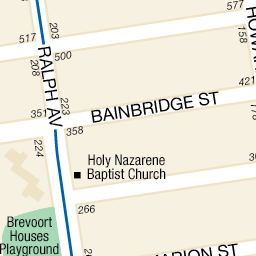 517
203
500
577
158
RALPH AV
208
421
223
351
358
BAINBRIDGE ST
224
Holy Nazarene
Baptist Church
266
Brevoort
Houses
Playground